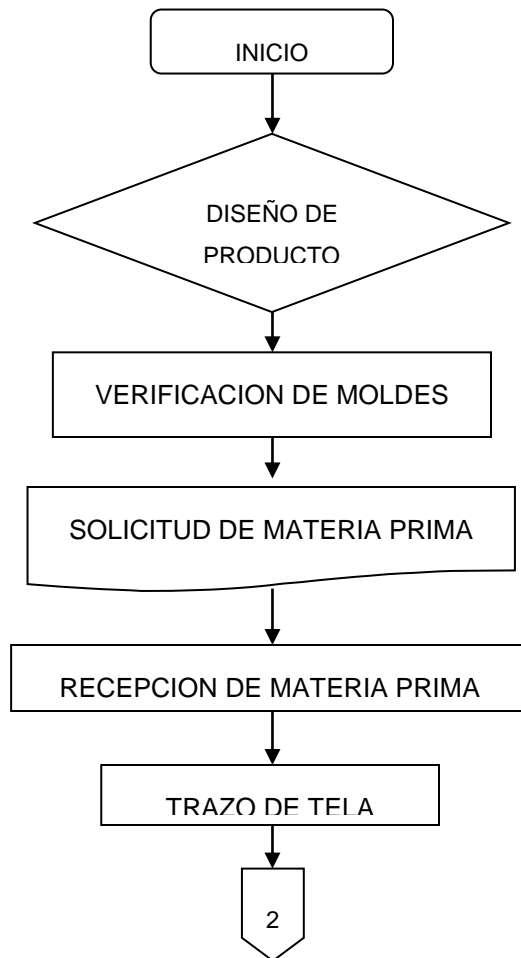 INICIO
DISEÑO DE
PRODUCTO
VERIFICACION DE MOLDES
SOLICITUD DE MATERIA PRIMA
RECEPCION DE MATERIA PRIMA
TRAZO DE TELA
2